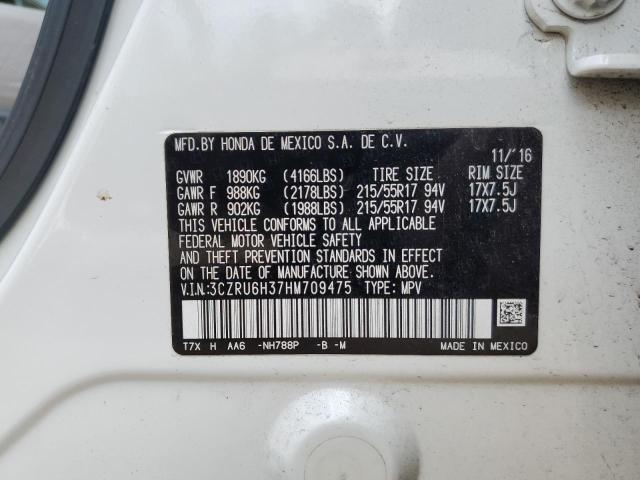 MFD.BY HONDA DE MEXICO S.A. DE C.V.
11/'16
GVWR 1890KG (4166LBS) TIRE SIZE RIM SIZE
GAWR F 988KG (2178LBS) 215/55R17 94V 17X7.5J
GAWR R 902KG (1988LBS) 215/55R17 94V 17X7.5J
THIS VEHICLE CONFORMS TO ALL APPLICABLE
FEDERAL MOTOR VEHICLE SAFETY
AND THEFT PREVENTION STANDARDS IN EFFECT
ON THE DATE OF MANUFACTURE SHOWN ABOVE.
V.I.N:3CZRU6H37HM709475 TYPE: MPV
T7X H AA6 -NH788P -B -M MADE IN MEXICO